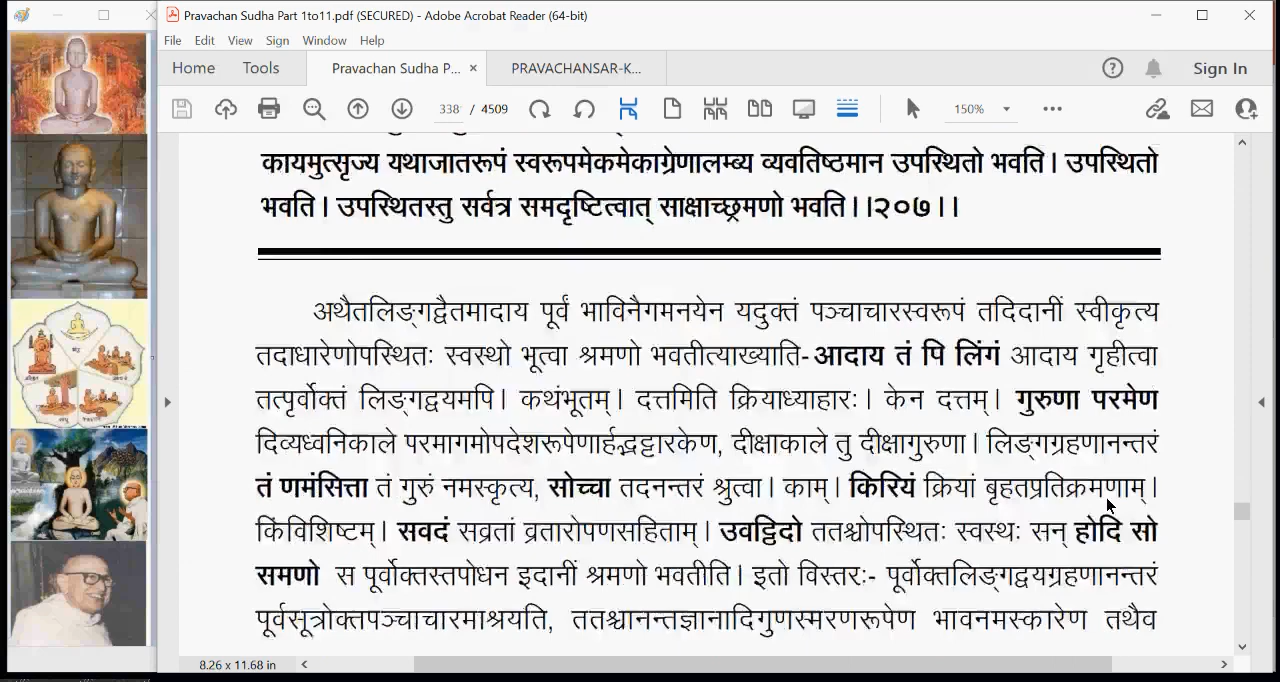 Pravachan Sudha Part 1to11.pdf (SECURED) - Adobe Acrobat Reader (64-bit)
File Edit View Sign Window Help
Home Tools Pravachan Sudha P... × PRAVACHANSAR-K... Sign In
338 / 4509 150%
कायमुत्सृज्य यथाजातरूपं स्वरूपमेकमेकाग्रेणालम्ब्य व्यवतिष्ठमान उपस्थितो भवति। उपस्थितो
भवति। उपस्थितस्तु सर्वत्र समदृष्टित्वात् साक्षाच्छ्रमणो भवति।।२०७।।
अथैतलिङ्गद्वैतमादाय पूर्वं भाविनैगमनयेन यदुक्तं पञ्चाचारस्वरूपं तदिदानीं स्वीकृत्य
तदाधारेणोपस्थितः स्वस्थो भूत्वा श्रमणो भवतीत्याख्याति-आदाय तं पि लिंगं आदाय गृहीत्वा
तत्पूर्वोक्तं लिङ्गद्वयमपि। कथंभूतम्। दत्तमिति क्रियाध्याहारः। केन दत्तम्। गुरुणा परमेण
दिव्यध्वनिकाले परमागमोपदेशरूपेणार्हद्भट्टारकेण, दीक्षाकाले तु दीक्षागुरुणा। लिङ्गग्रहणानन्तरं
तं णमंसित्ता तं गुरुं नमस्कृत्य, सोच्चा तदनन्तरं श्रुत्वा। काम्। किरियं क्रियां बृहतप्रतिक्रमणाम्।
किंविशिष्टम्। सवदं सव्रतां व्रतारोपणसहिताम्। उवट्ठिदो ततश्चोपस्थितः स्वस्थः सन् होदि सो
समणो स पूर्वोक्तस्तपोधन इदानीं श्रमणो भवतीति। इतो विस्तरः- पूर्वोक्तलिङ्गद्वयग्रहणानन्तरं
पूर्वसूत्रोक्तपञ्चाचारमाश्रयति, ततश्चानन्तज्ञानादिगुणस्मरणरूपेण भावनमस्कारेण तथैव
8.26 x 11.68 in